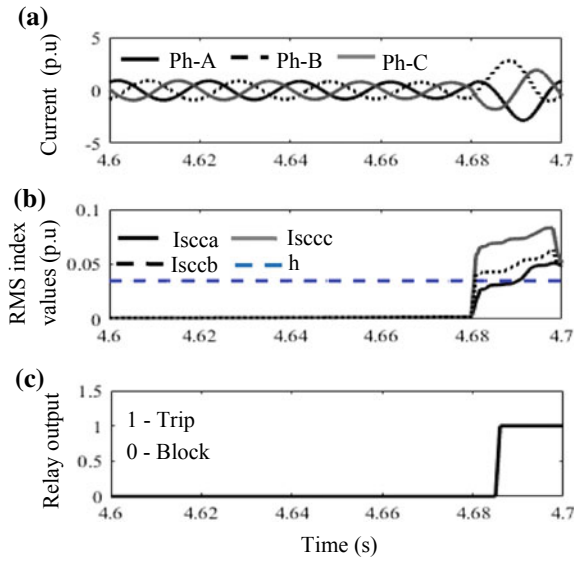 (a)
Current (p.u)
5
0
-5
Ph-A Ph-B Ph-C
4.6 4.62 4.64 4.66 4.68 4.7
(b)
RMS index
values (p.u)
0.1
0.05
0
Iscca Isccc
Isccb h
4.6 4.62 4.64 4.66 4.68 4.7
(c)
Relay output
1.5
1
0.5
0
1 - Trip
0 - Block
4.6 4.62 4.64 4.66 4.68 4.7
Time (s)